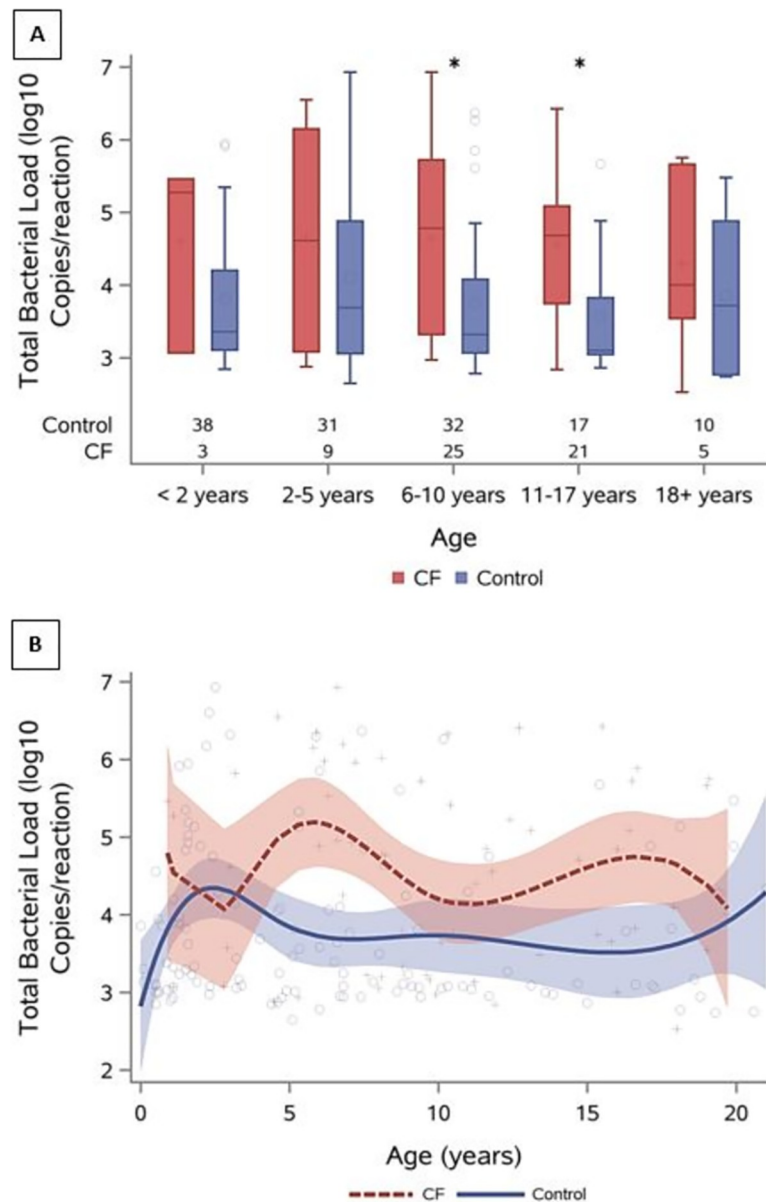 A
Total Bacterial Load (log10
Copies/reaction)
7
6
5
4
3
* *
Control 38 31 32 17 10
CF 3 9 25 21 5
< 2 years 2-5 years 6-10 years 11-17 years 18+ years
Age
CF Control
B
Total Bacterial Load (log10
Copies/reaction)
7
6
5
4
3
2
0 5 10 15 20
Age (years)
CF Control